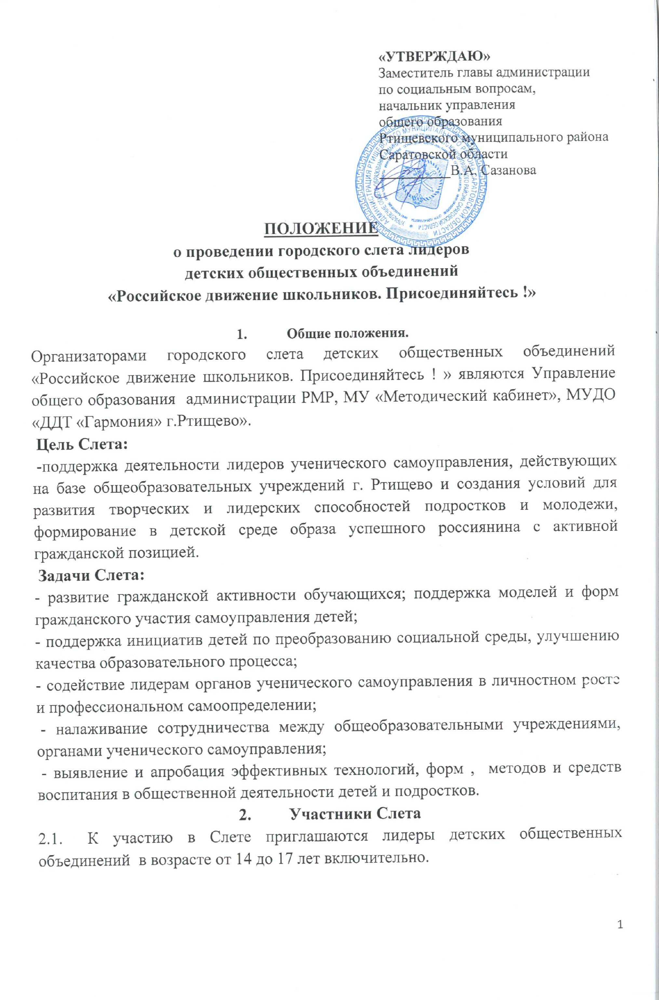 «УТВЕРЖДАЮ»
Заместитель главы администрации
по социальным вопросам,
начальник управления
общего образования
Ртищевского муниципального района
Саратовской области
В.А. Сазанова
АДМИНИСТРАЦИЯ РТИЩЕВСКОГО МУНИЦИПАЛЬНОГО РАЙОНА САРАТОВСКОЙ ОБЛАСТИ
ПОЛОЖЕНИЕ
о проведении городского слета лидеров
детских общественных объединений
«Российское движение школьников. Присоединяйтесь !»
1. Общие положения.
Организаторами городского слета детских общественных объединений
«Российское движение школьников. Присоединяйтесь ! » являются Управление
общего образования администрации РМР, МУ «Методический кабинет», МУДО
«ДДТ «Гармония» г.Ртищево».
Цель Слета:
-поддержка деятельности лидеров ученического самоуправления, действующих
на базе общеобразовательных учреждений г. Ртищево и создания условий для
развития творческих и лидерских способностей подростков и молодежи,
формирование в детской среде образа успешного россиянина с активной
гражданской позицией.
Задачи Слета:
- развитие гражданской активности обучающихся; поддержка моделей и форм
гражданского участия самоуправления детей;
- поддержка инициатив детей по преобразованию социальной среды, улучшению
качества образовательного процесса;
- содействие лидерам органов ученического самоуправления в личностном росте
и профессиональном самоопределении;
- налаживание сотрудничества между общеобразовательными учреждениями,
органами ученического самоуправления;
- выявление и апробация эффективных технологий, форм , методов и средств
воспитания в общественной деятельности детей и подростков.
2. Участники Слета
2.1. К участию в Слете приглашаются лидеры детских общественных
объединений в возрасте от 14 до 17 лет включительно.
1